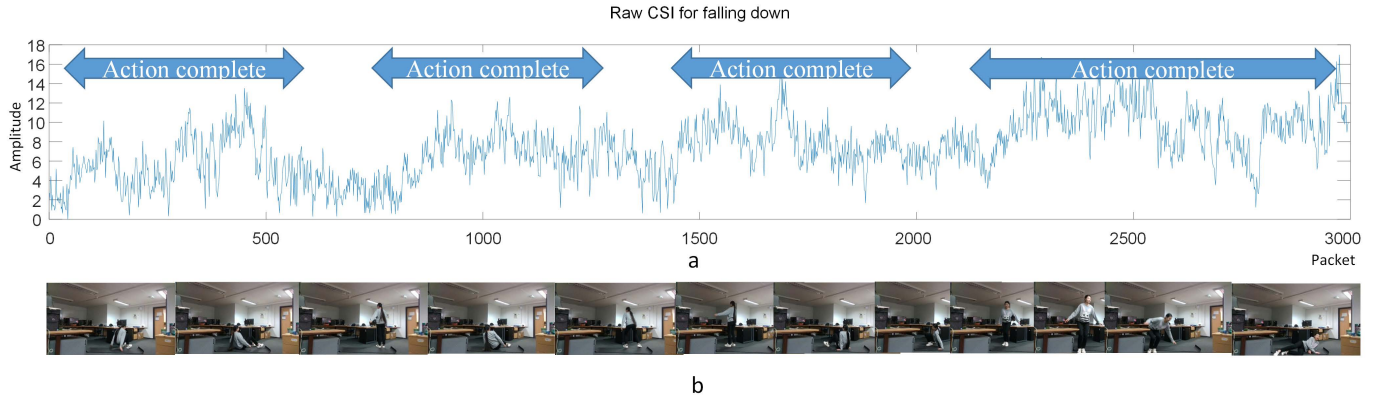 Raw CSI for falling down
18
16
14
12
10
8
6
4
2
0
Amplitude
Action complete Action complete Action complete Action complete
0 500 1000 1500 2000 2500 3000
a
Packet
b